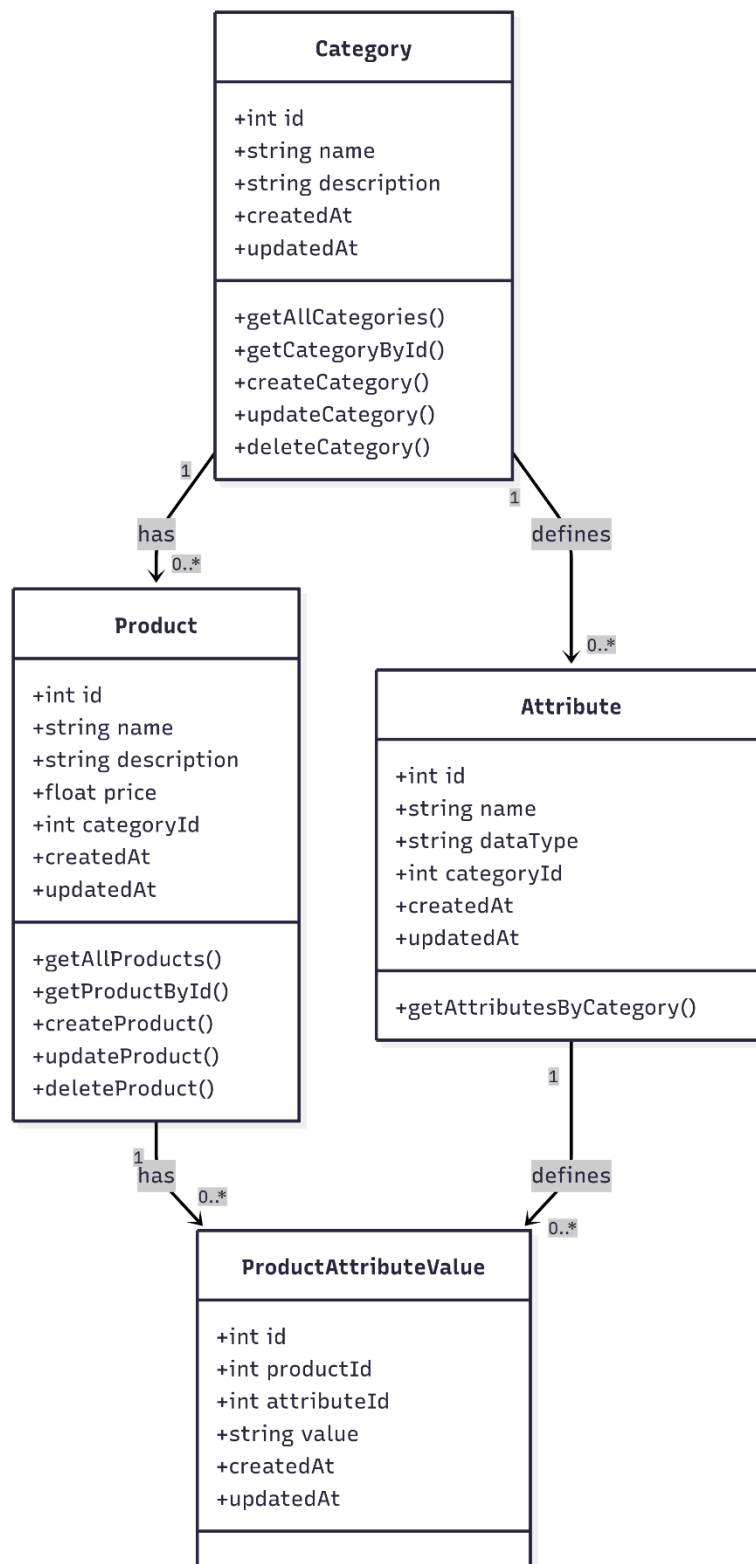 Category
+int id
+string name
+string description
+createdAt
+updatedAt
+getAllCategories()
+getCategoryById()
+createCategory()
+updateCategory()
+deleteCategory()
1
1
has
defines
0..*
0..*
Product
+int id
+string name
+string description
+float price
+int categoryId
+createdAt
+updatedAt
+getAllProducts()
+getProductById()
+createProduct()
+updateProduct()
+deleteProduct()
Attribute
+int id
+string name
+string dataType
+int categoryId
+createdAt
+updatedAt
+getAttributesByCategory()
1
1
has
defines
0..*
0..*
ProductAttributeValue
+int id
+int productId
+int attributeId
+string value
+createdAt
+updatedAt